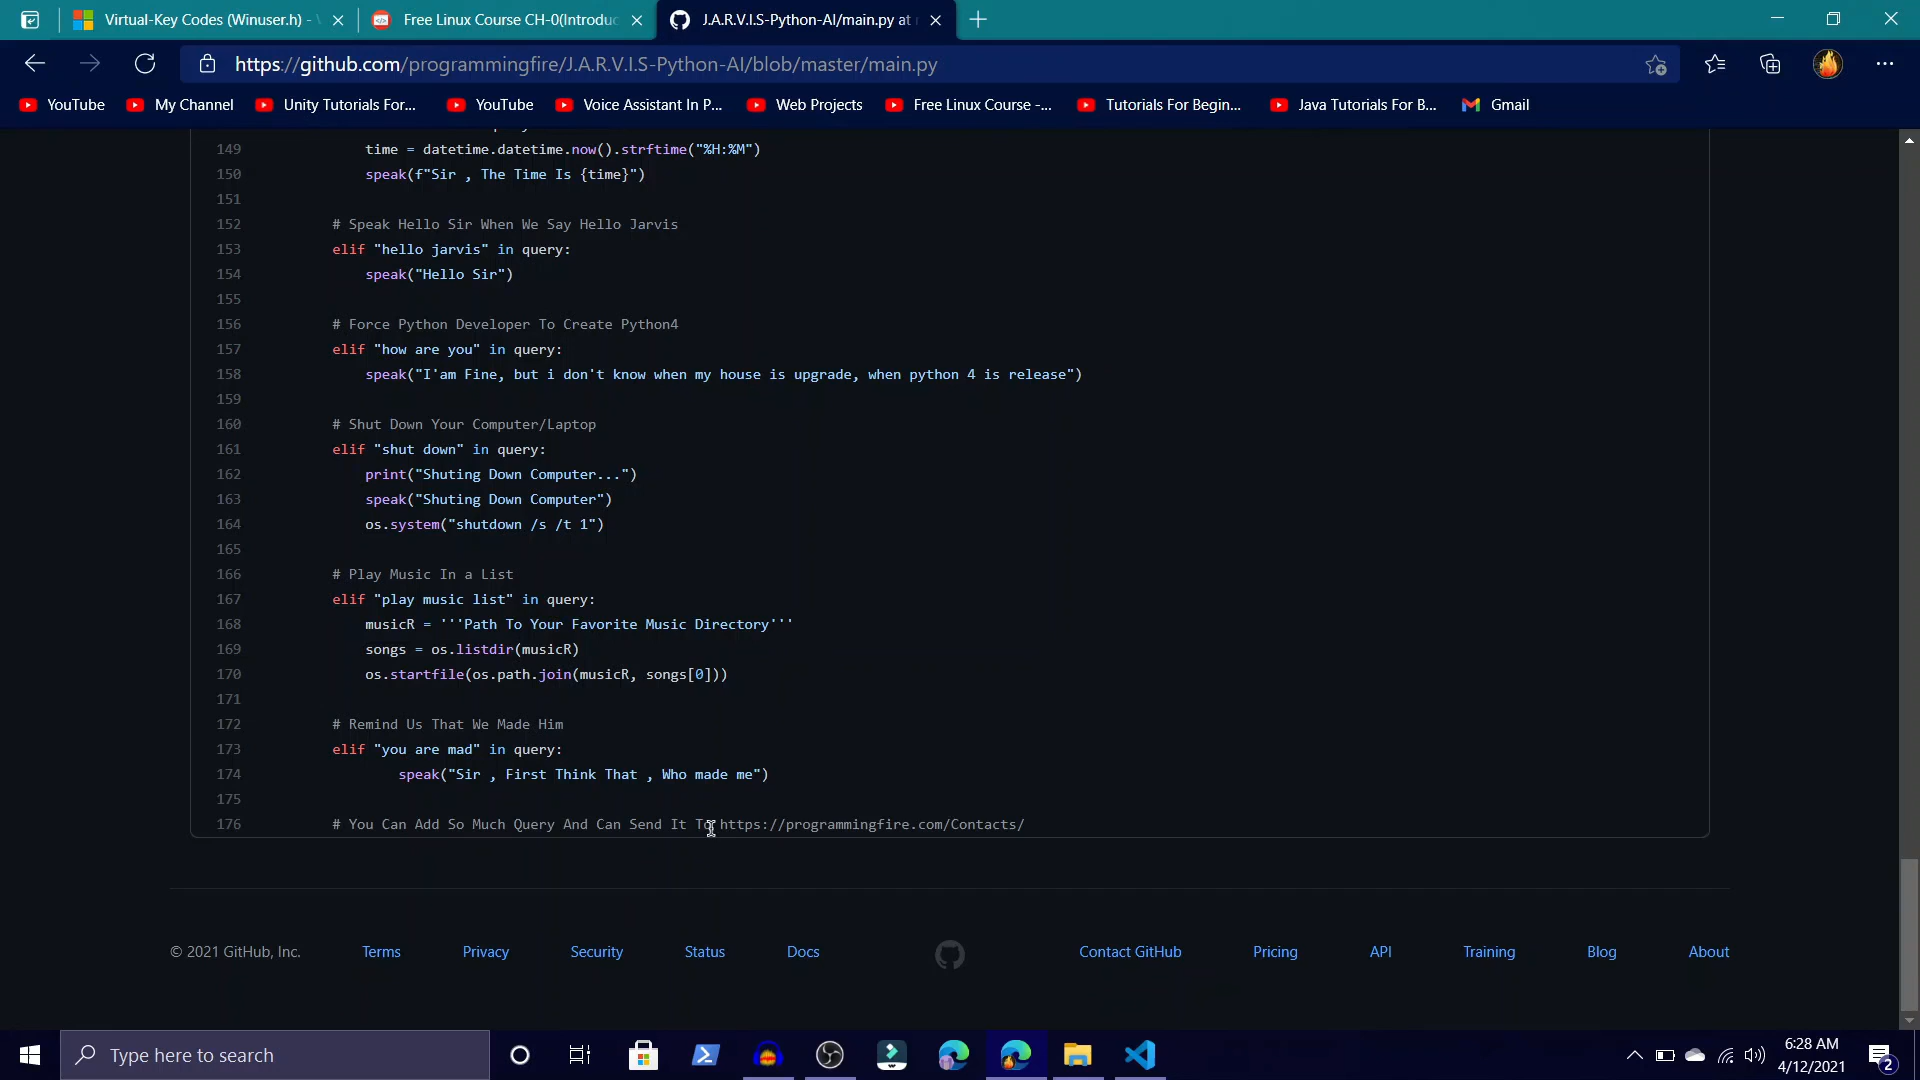 Virtual-Key Codes (Winuser.h) -
Free Linux Course CH-0(Introduc
J.A.R.V.I.S-Python-AI/main.py at
https://github.com/programmingfire/J.A.R.V.I.S-Python-AI/blob/master/main.py
YouTube
My Channel
Unity Tutorials For...
YouTube
Voice Assistant In P...
Web Projects
Free Linux Course -...
Tutorials For Begin...
Java Tutorials For B...
Gmail
149 time = datetime.datetime.now().strftime("%H:%M")
150 speak(f"Sir , The Time Is {time}")
151
152 # Speak Hello Sir When We Say Hello Jarvis
153 elif "hello jarvis" in query:
154 speak("Hello Sir")
155
156 # Force Python Developer To Create Python4
157 elif "how are you" in query:
158 speak("I'am Fine, but i don't know when my house is upgrade, when python 4 is release")
159
160 # Shut Down Your Computer/Laptop
161 elif "shut down" in query:
162 print("Shuting Down Computer...")
163 speak("Shuting Down Computer")
164 os.system("shutdown /s /t 1")
165
166 # Play Music In a List
167 elif "play music list" in query:
168 musicR = '''Path To Your Favorite Music Directory'''
169 songs = os.listdir(musicR)
170 os.startfile(os.path.join(musicR, songs[0]))
171
172 # Remind Us That We Made Him
173 elif "you are mad" in query:
174 speak("Sir , First Think That , Who made me")
175
176 # You Can Add So Much Query And Can Send It To https://programmingfire.com/Contacts/
© 2021 GitHub, Inc.
Terms
Privacy
Security
Status
Docs
Contact GitHub
Pricing
API
Training
Blog
About
Type here to search
6:28 AM
4/12/2021
2